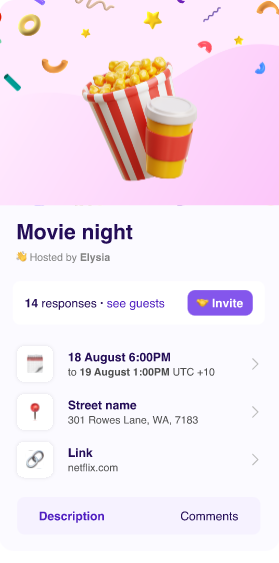 Movie night
👋 Hosted by Elysia
14 responses · see guests
🤝 Invite
18 August 6:00PM
to 19 August 1:00PM UTC +10
Street name
301 Rowes Lane, WA, 7183
Link
netflix.com
Description Comments